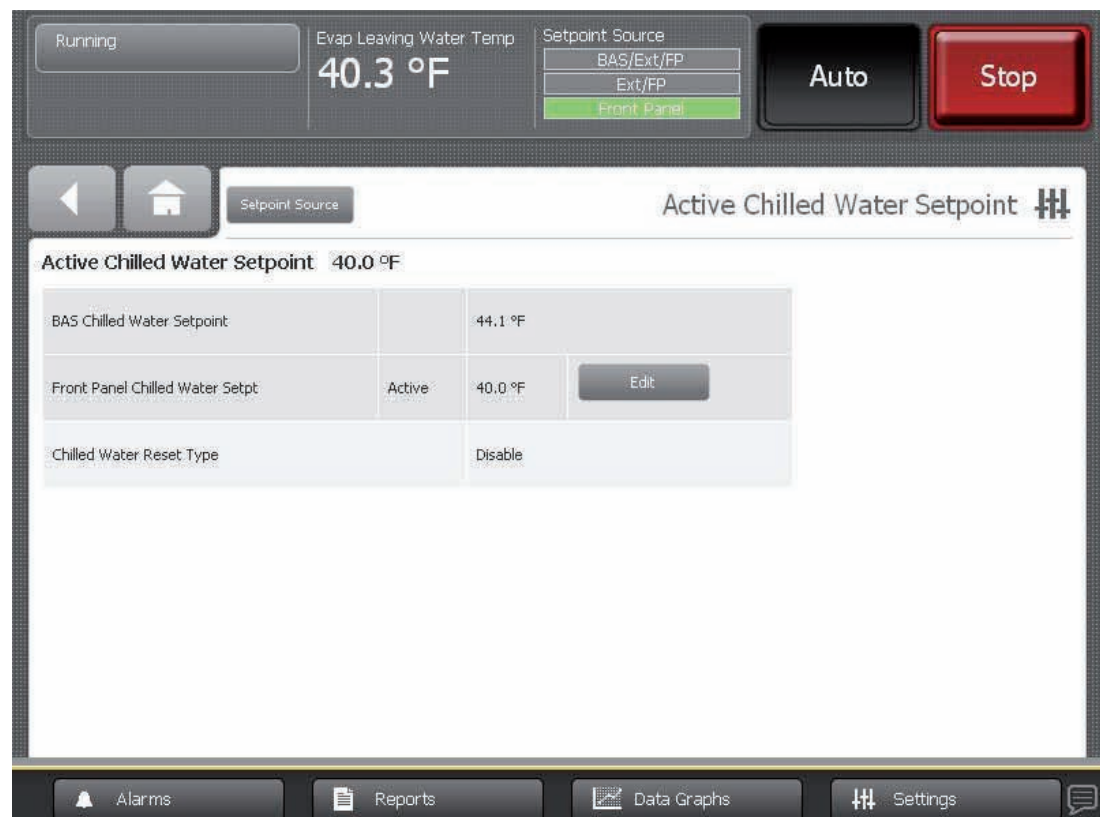 Running
Evap Leaving Water Temp
40.3 °F
Setpoint Source
BAS/Ext/FP
Ext/FP
Front Panel
Auto
Stop
Setpoint Source
Active Chilled Water Setpoint
Active Chilled Water Setpoint 40.0 °F
BAS Chilled Water Setpoint 44.1 °F
Front Panel Chilled Water Setpt Active 40.0 °F Edit
Chilled Water Reset Type Disable
Alarms Reports Data Graphs Settings